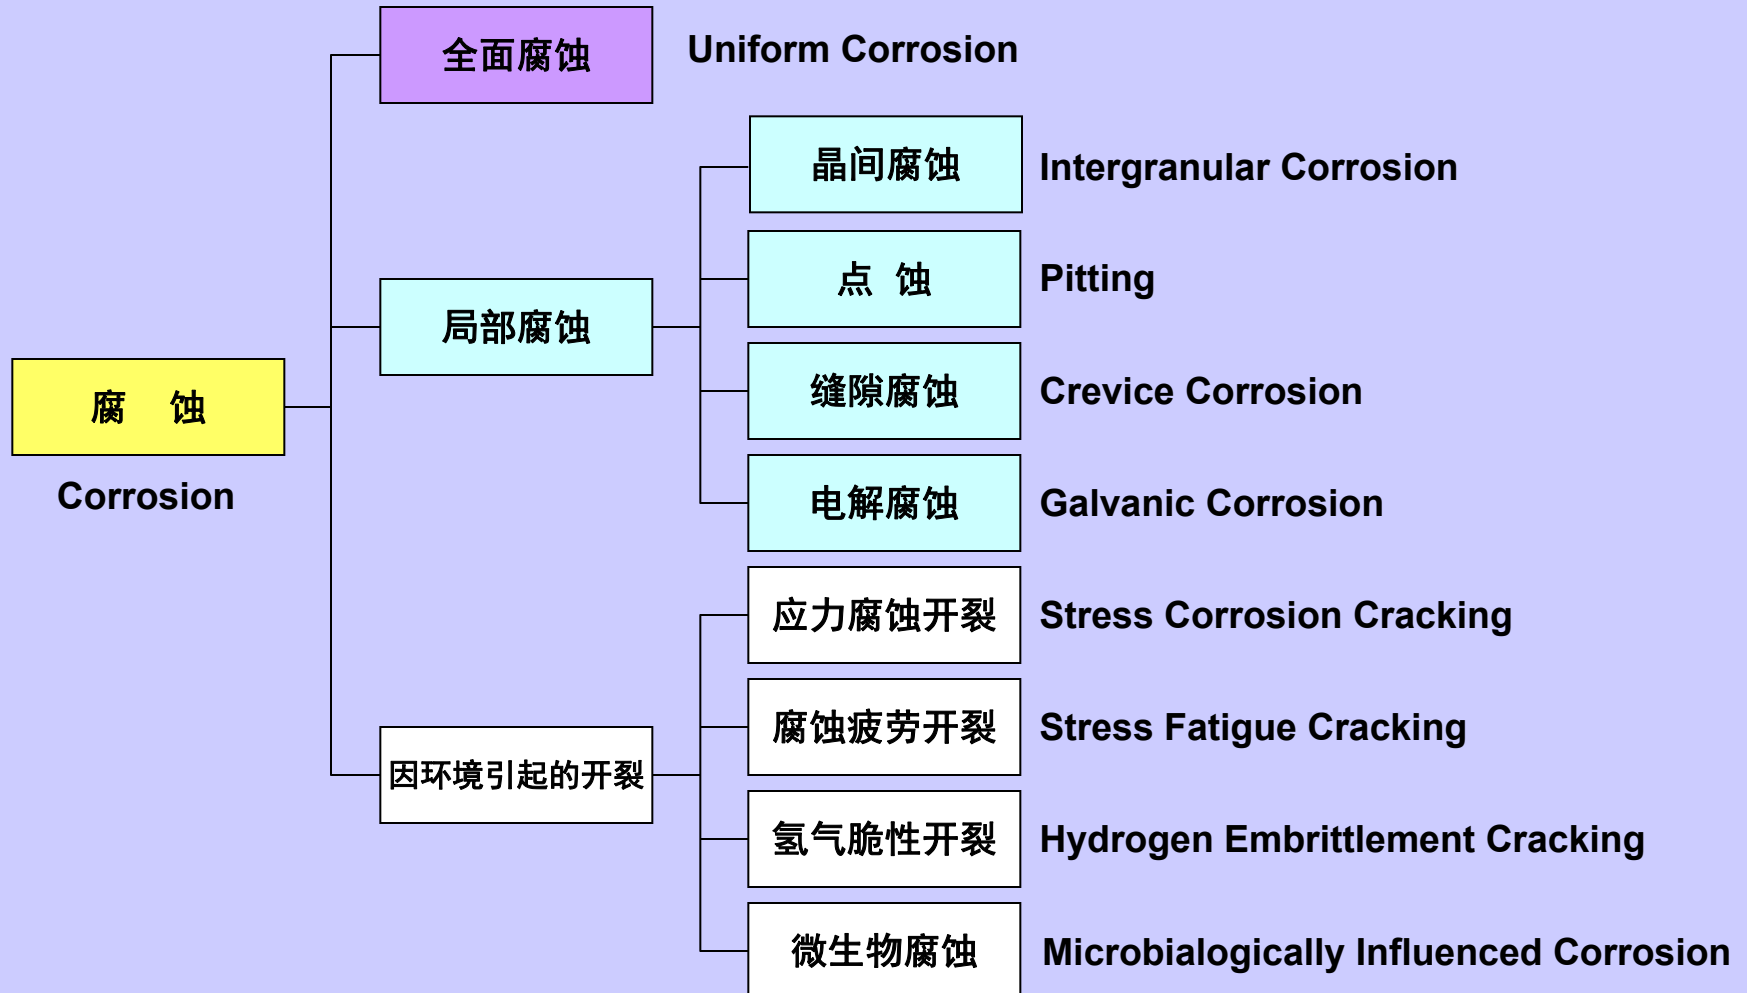 全面腐蚀
Uniform Corrosion
晶间腐蚀
Intergranular Corrosion
点 蚀
Pitting
局部腐蚀
缝隙腐蚀
Crevice Corrosion
腐 蚀
Corrosion
电解腐蚀
Galvanic Corrosion
应力腐蚀开裂
Stress Corrosion Cracking
腐蚀疲劳开裂
Stress Fatigue Cracking
因环境引起的开裂
氢气脆性开裂
Hydrogen Embrittlement Cracking
微生物腐蚀
Microbialogically Influenced Corrosion